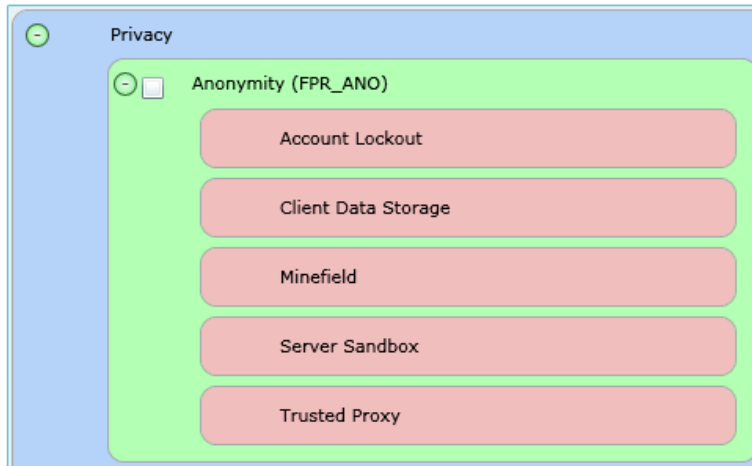 Privacy
Anonymity (FPR_ANO)
Account Lockout
Client Data Storage
Minefield
Server Sandbox
Trusted Proxy